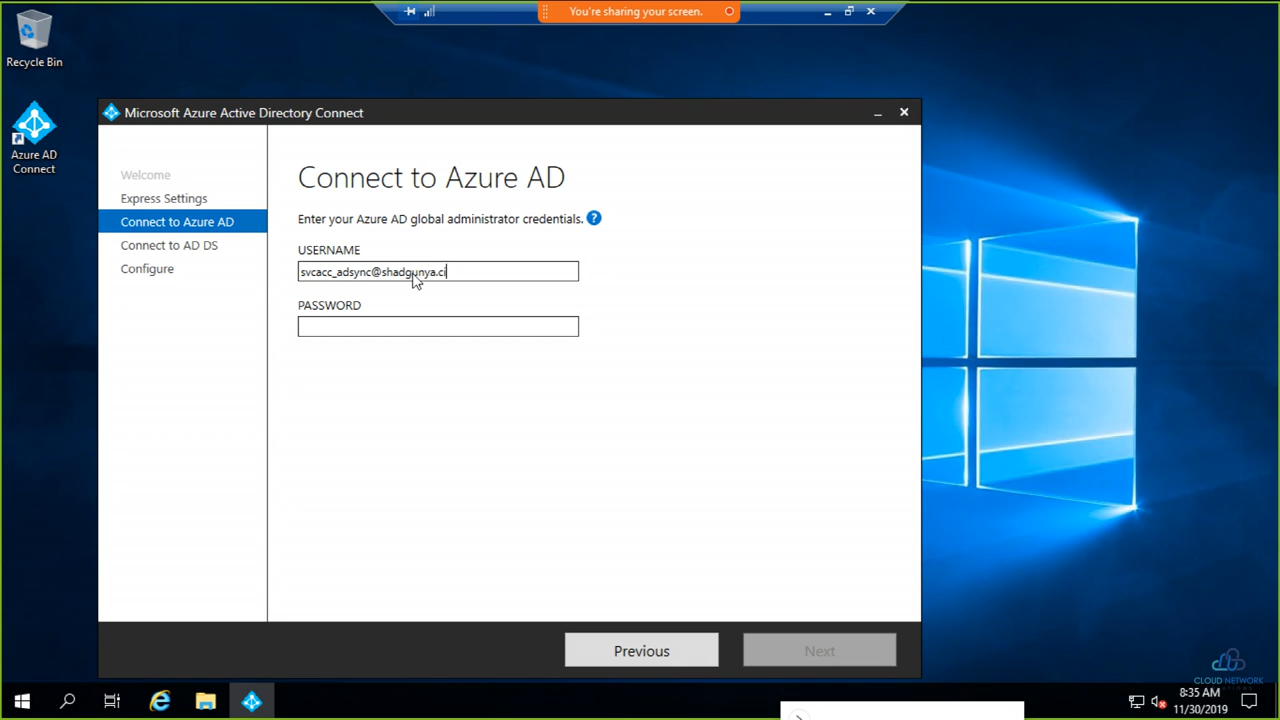 You're sharing your screen.
Recycle Bin
Azure AD
Connect
Microsoft Azure Active Directory Connect
Welcome
Express Settings
Connect to Azure AD
Connect to AD DS
Configure
Connect to Azure AD
Enter your Azure AD global administrator credentials. ?
USERNAME
svcacc_adsync@shadgunya.ci
PASSWORD
Previous
Next
CLOUD NETWORK
8:35 AM
11/30/2019